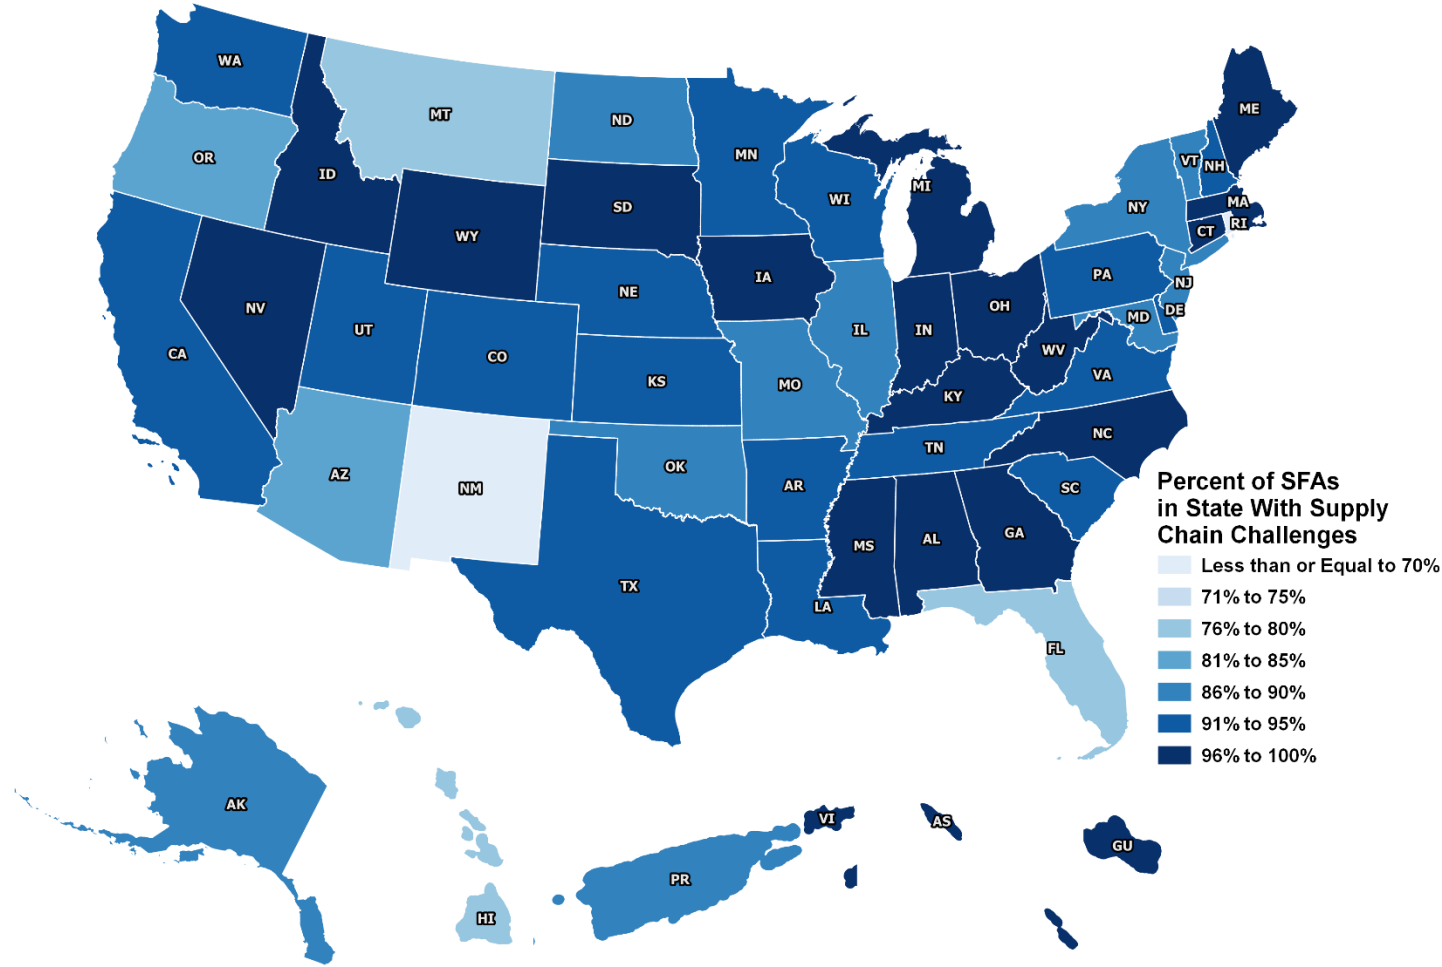 WA
MT
ND
MN
ME
OR
ID
SD
WI
MI
VT
NH
NY
MA
RI
CT
WY
IA
PA
NJ
NE
NV
UT
CO
IL
IN
OH
MD
DE
WV
CA
KS
MO
KY
VA
AZ
NM
OK
AR
TN
NC
SC
MS
AL
GA
TX
LA
FL
Percent of SFAs
in State With Supply
Chain Challenges
Less than or Equal to 70%
71% to 75%
76% to 80%
81% to 85%
86% to 90%
91% to 95%
96% to 100%
AK
HI
PR
VI
AS
GU